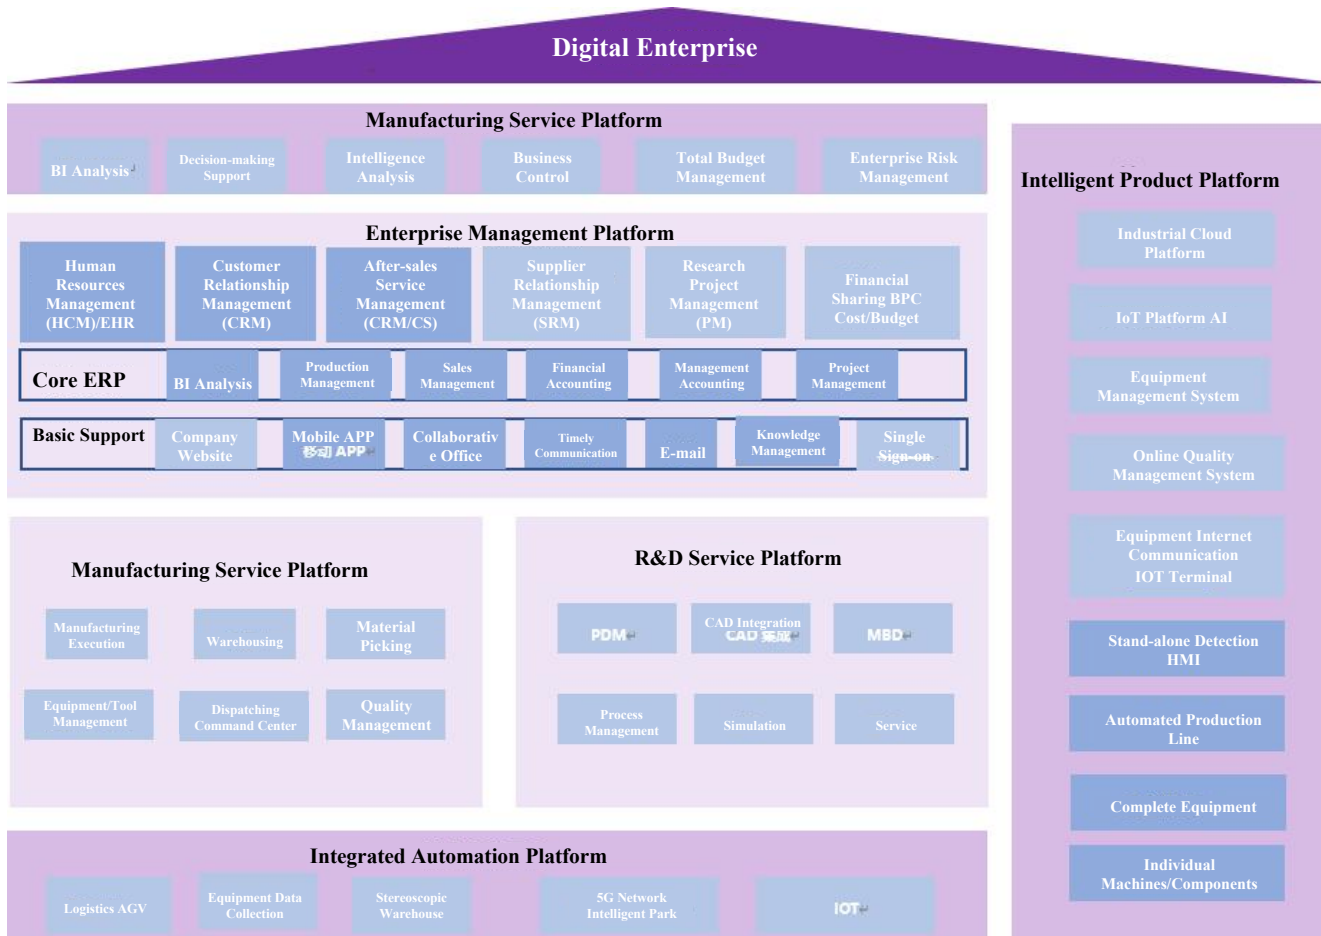 Digital Enterprise
Manufacturing Service Platform
BI Analysis
Decision-making
Support
Intelligence
Analysis
Business
Control
Total Budget
Management
Enterprise Risk
Management
Enterprise Management Platform
Human
Resources
Management
(HCM)/EHR
Customer
Relationship
Management
(CRM)
After-sales
Service
Management
(CRM/CS)
Supplier
Relationship
Management
(SRM)
Research
Project
Management
(PM)
Financial
Sharing BPC
Cost/Budget
Core ERP
BI Analysis
Production
Management
Sales
Management
Financial
Accounting
Management
Accounting
Project
Management
Basic Support
Company
Website
Mobile APP
移动 APP
Collaborativ
e Office
Timely
Communication
E-mail
Knowledge
Management
Single
Sign-on
Manufacturing Service Platform
Manufacturing
Execution
Warehousing
Material
Picking
Equipment/Tool
Management
Dispatching
Command Center
Quality
Management
R&D Service Platform
PDM
CAD Integration
CAD 集成
MBD
Process
Management
Simulation
Service
Integrated Automation Platform
Logistics AGV
Equipment Data
Collection
Stereoscopic
Warehouse
5G Network
Intelligent Park
IOT
Intelligent Product Platform
Industrial Cloud
Platform
IoT Platform AI
Equipment
Management System
Online Quality
Management System
Equipment Internet
Communication
IOT Terminal
Stand-alone Detection
HMI
Automated Production
Line
Complete Equipment
Individual
Machines/Components